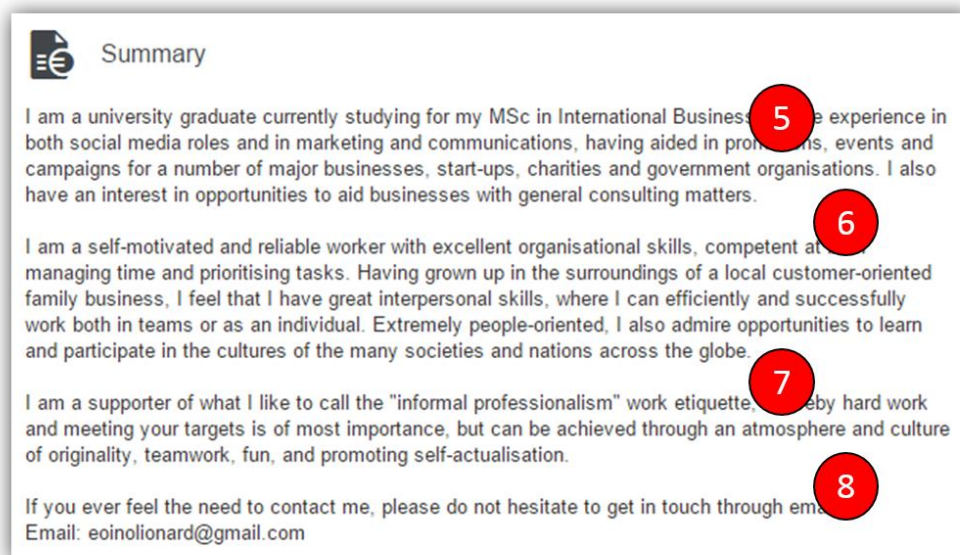 Summary
I am a university graduate currently studying for my MSc in International Business 5 experience in
both social media roles and in marketing and communications, having aided in events and
campaigns for a number of major businesses, start-ups, charities and government organisations. I also
have an interest in opportunities to aid businesses with general consulting matters.
6
I am a self-motivated and reliable worker with excellent organisational skills, competent at
managing time and prioritising tasks. Having grown up in the surroundings of a local customer-oriented
family business, I feel that I have great interpersonal skills, where I can efficiently and successfully
work both in teams or as an individual. Extremely people-oriented, I also admire opportunities to learn
and participate in the cultures of the many societies and nations across the globe.
7
I am a supporter of what I like to call the "informal professionalism" work etiquette, hard work
and meeting your targets is of most importance, but can be achieved through an atmosphere and culture
of originality, teamwork, fun, and promoting self-actualisation.
8
If you ever feel the need to contact me, please do not hesitate to get in touch through
Email: eoinolionard@gmail.com